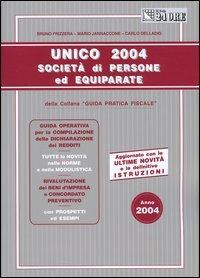 Il Sole
24 ORE
BRUNO FRIZZERA – MARIO JANNACCONE – CARLO DELLADIO
UNICO 2004
SOCIETÀ di PERSONE
ed EQUIPARATE
della Collana "GUIDA PRATICA FISCALE"
GUIDA OPERATIVA
per la COMPILAZIONE
della DICHIARAZIONE
dei REDDITI
TUTTE le NOVITÀ
nelle NORME
e nella MODULISTICA
RIVALUTAZIONE
dei BENI d'IMPRESA
e CONCORDATO
PREVENTIVO
con PROSPETTI
ed ESEMPI
Aggiornato con le
ULTIME NOVITÀ
e le definitive
ISTRUZIONI
Anno
2004